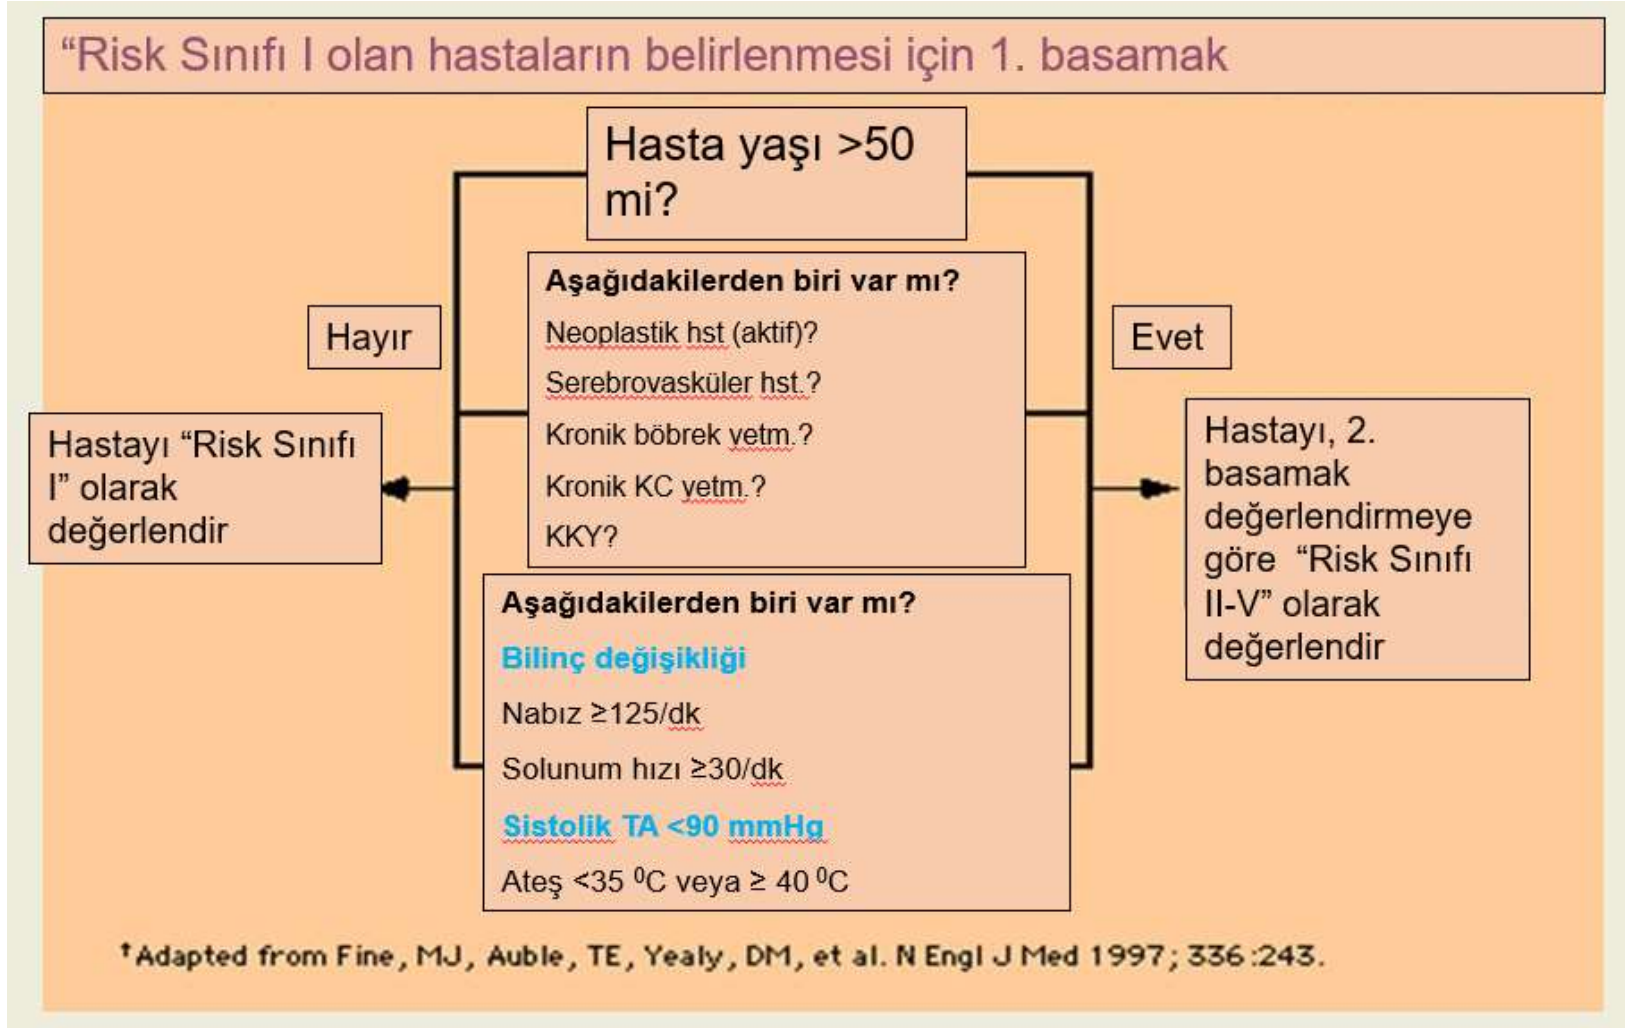 “Risk Sınıfı I olan hastaların belirlenmesi için 1. basamak
Hasta yaşı >50
mi?
Aşağıdakilerden biri var mı?
Neoplastik hst (aktif)?
Serebrovasküler hst.?
Kronik böbrek yetm.?
Kronik KC yetm.?
KKY?
Hayır
Evet
Hastayı “Risk Sınıfı
I” olarak
değerlendir
Hastayı, 2.
basamak
değerlendirmeye
göre “Risk Sınıfı
II-V” olarak
değerlendir
Aşağıdakilerden biri var mı?
Bilinç değişikliği
Nabız ≥125/dk
Solunum hızı ≥30/dk
Sistolik TA <90 mmHg
Ateş <35 ⁰C veya ≥ 40 ⁰C
†Adapted from Fine, MJ, Auble, TE, Yealy, DM, et al. N Engl J Med 1997; 336:243.